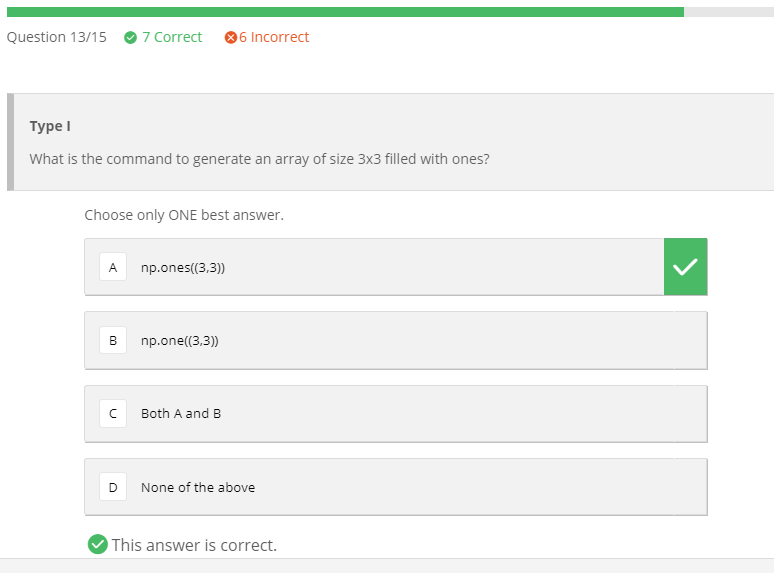 Question 13/15 7 Correct 6 Incorrect
Type I
What is the command to generate an array of size 3x3 filled with ones?
Choose only ONE best answer.
A np.ones((3,3))
B np.one((3,3))
C Both A and B
D None of the above
This answer is correct.